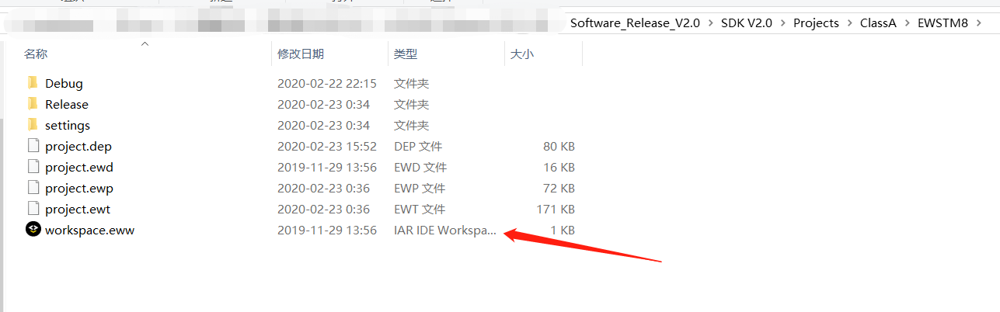 Software_Release_V2.0 > SDK V2.0 > Projects > ClassA > EWSTM8 >
名称 修改日期 类型 大小
Debug 2020-02-22 22:15 文件夹
Release 2020-02-23 0:34 文件夹
settings 2020-02-23 0:34 文件夹
project.dep 2020-02-23 15:52 DEP 文件 80 KB
project.ewd 2019-11-29 13:56 EWD 文件 16 KB
project.ewp 2020-02-23 0:36 EWP 文件 72 KB
project.ewt 2020-02-23 0:36 EWT 文件 171 KB
workspace.eww 2019-11-29 13:56 IAR IDE Workspa... 1 KB